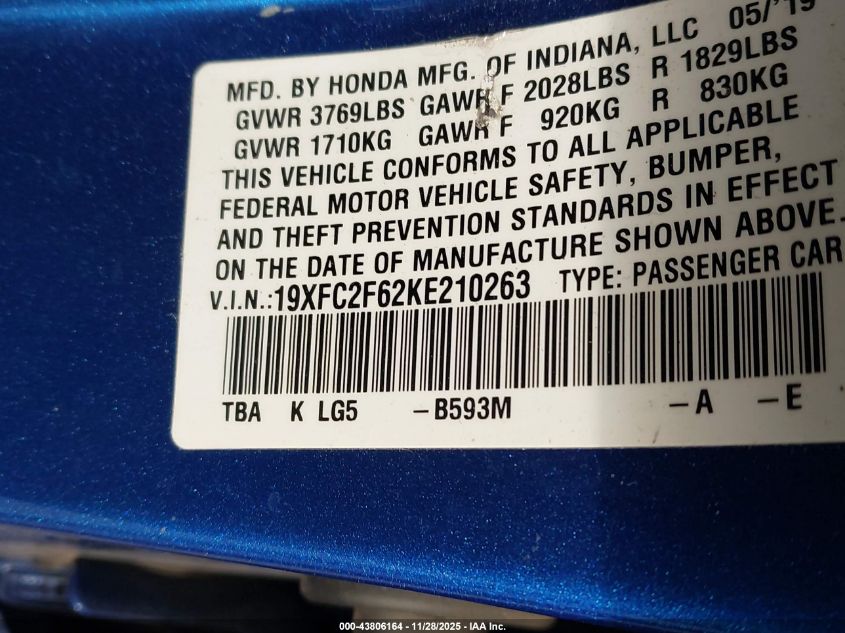 MFD. BY HONDA MFG. OF INDIANA, LLC 05/'19
GVWR 3769LBS GAWR F 2028LBS R 1829LBS
GVWR 1710KG GAWR F 920KG R 830KG
THIS VEHICLE CONFORMS TO ALL APPLICABLE
FEDERAL MOTOR VEHICLE SAFETY, BUMPER,
AND THEFT PREVENTION STANDARDS IN EFFECT
ON THE DATE OF MANUFACTURE SHOWN ABOVE.
V.I.N.:19XFC2F62KE210263 TYPE: PASSENGER CAR
TBA K LG5 -B593M -A -E
000-43806164 - 11/28/2025 - IAA Inc.